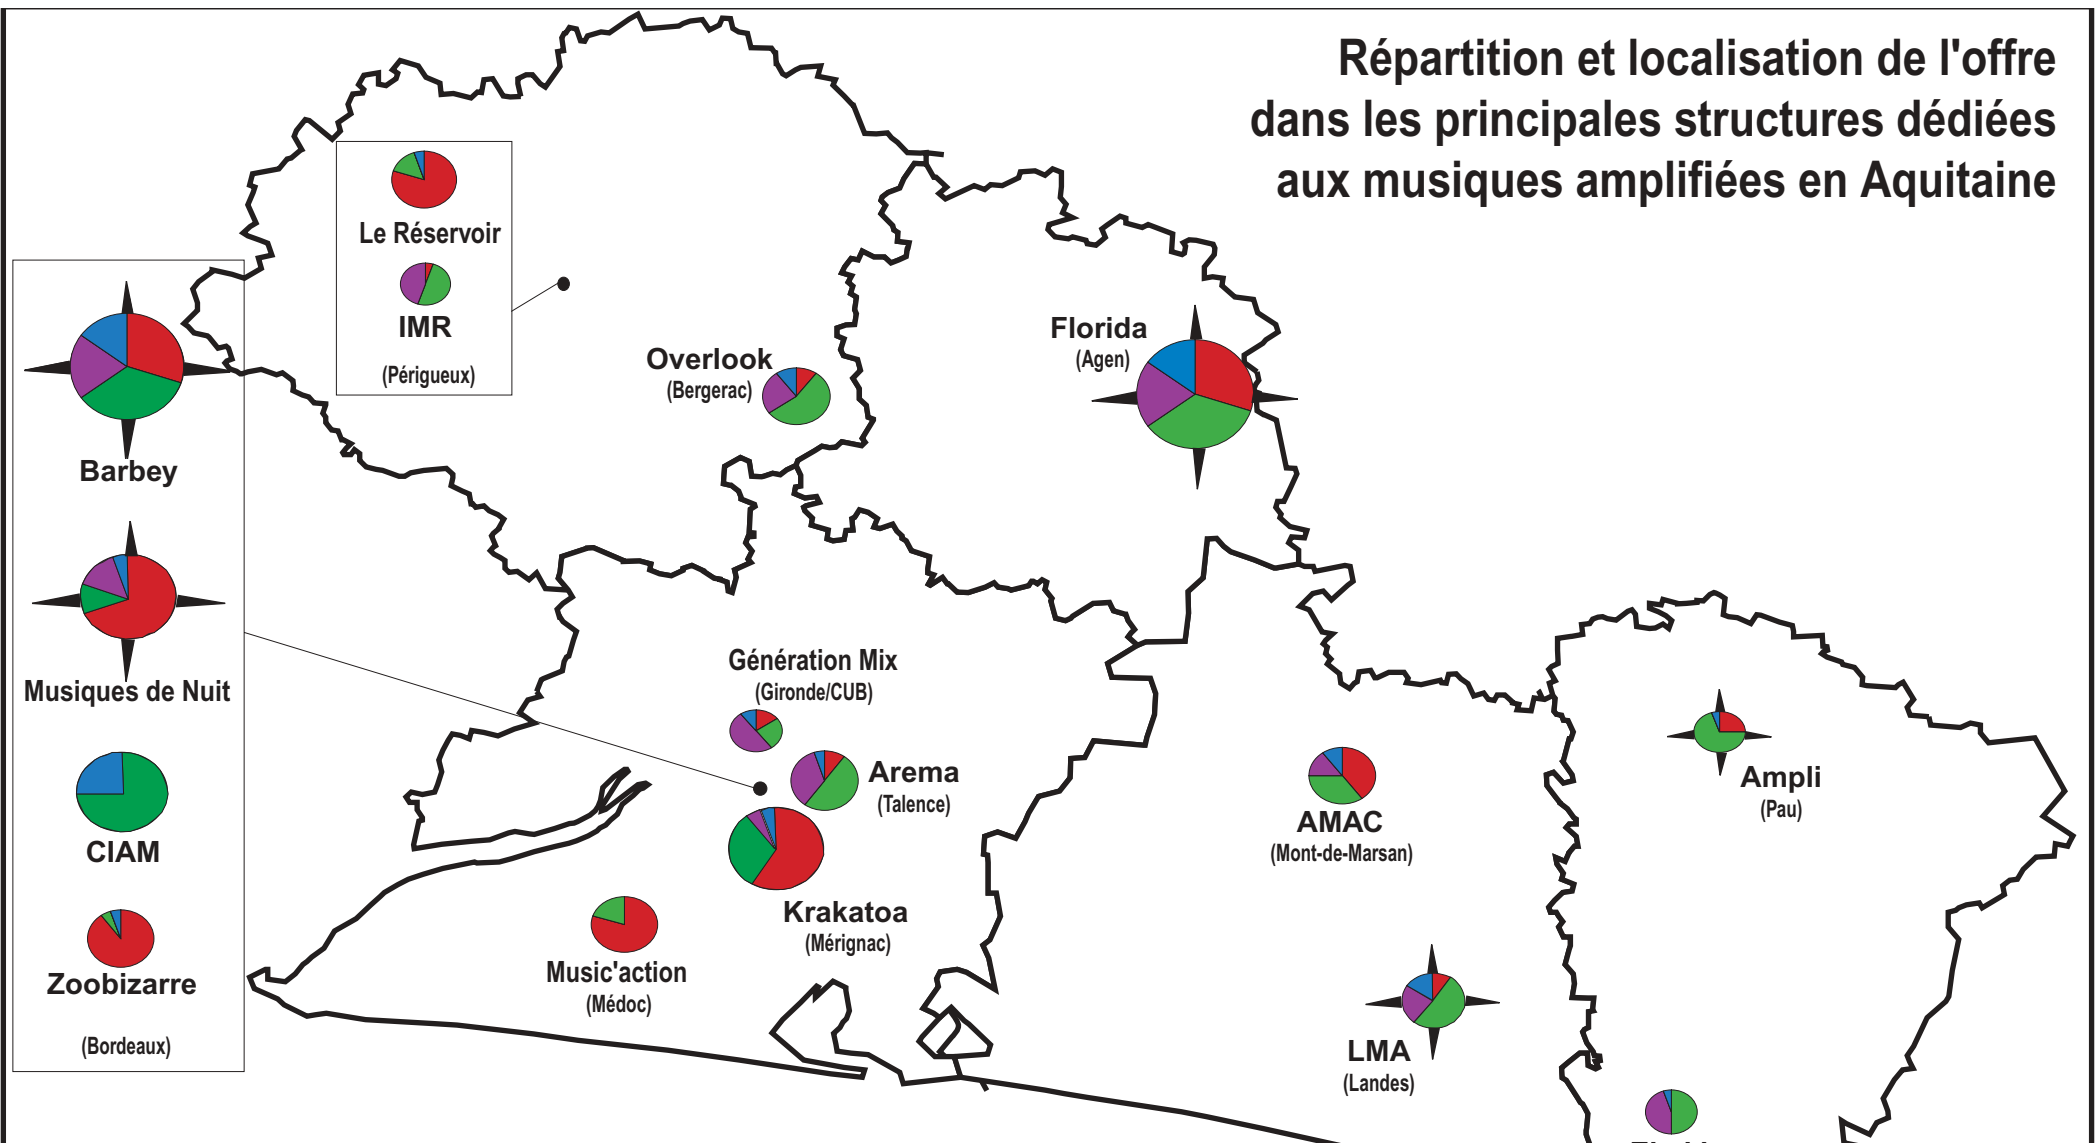 Répartition et localisation de l'offre
dans les principales structures dédiées
aux musiques amplifiées en Aquitaine
Le Réservoir
IMR
(Périgueux)
Barbey
Musiques de Nuit
CIAM
Zoobizarre
(Bordeaux)
Overlook
(Bergerac)
Florida
(Agen)
Génération Mix
(Gironde/CUB)
Arema
(Talence)
Krakatoa
(Mérignac)
Music'action
(Médoc)
AMAC
(Mont-de-Marsan)
Ampli
(Pau)
LMA
(Landes)